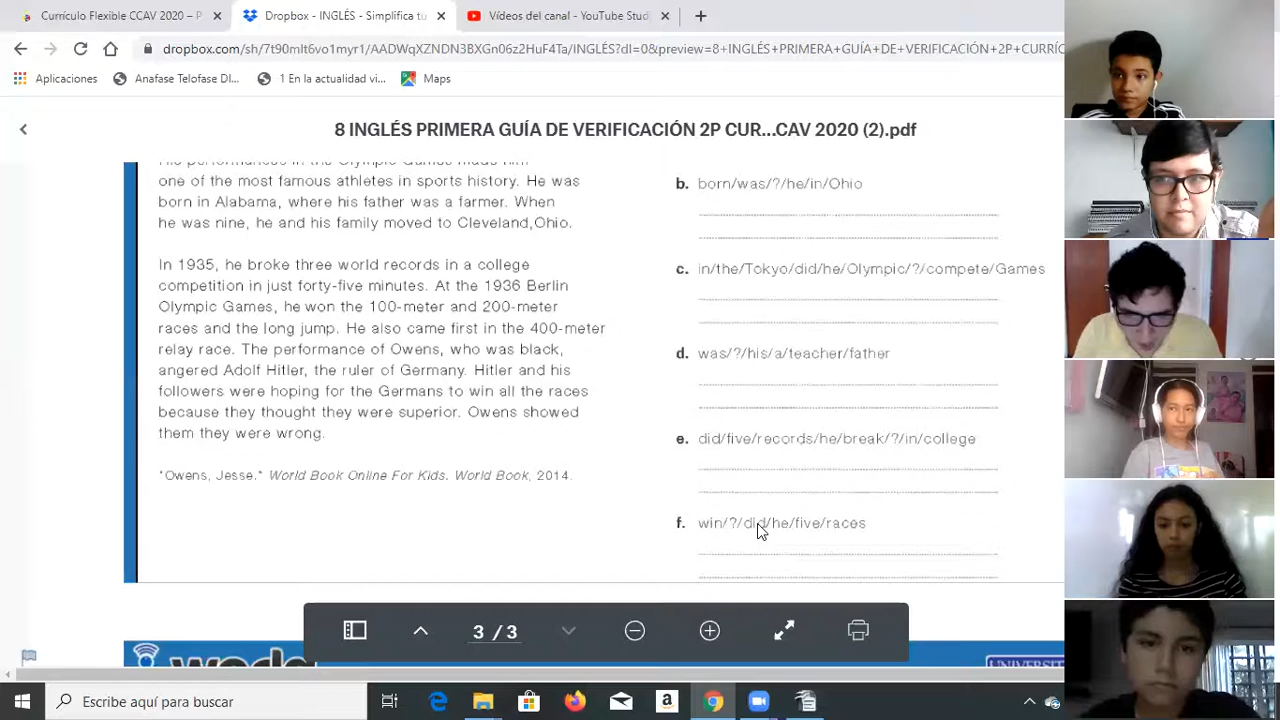 Currículo Flexible CCAV 2020 – P
Dropbox - INGLÉS - Simplifica tu
Vídeos del canal - YouTube Stud
dropbox.com/sh/7t90mlt6vo1myr1/AADWqXZNDN3BXGn06z2HuF4Ta/INGLÉS?dl=0&preview=8+INGLÉS+PRIMERA+GUÍA+DE+VERIFICACIÓN+2P+CURRÍC
Aplicaciones
Anafase Telofase DI...
1 En la actualidad vi...
Maps
8 INGLÉS PRIMERA GUÍA DE VERIFICACIÓN 2P CUR...CAV 2020 (2).pdf
His performances in the Olympic Games made him
one of the most famous athletes in sports history. He was
born in Alabama, where his father was a farmer. When
he was nine, he and his family moved to Cleveland, Ohio.
In 1935, he broke three world records in a college
competition in just forty-five minutes. At the 1936 Berlin
Olympic Games, he won the 100-meter and 200-meter
races and the long jump. He also came first in the 400-meter
relay race. The performance of Owens, who was black,
angered Adolf Hitler, the ruler of Germany. Hitler and his
followers were hoping for the Germans to win all the races
because they thought they were superior. Owens showed
them they were wrong.
"Owens, Jesse." World Book Online For Kids. World Book, 2014.
b. born/was/?/he/in/Ohio
c. in/the/Tokyo/did/he/Olympic/?/compete/Games
d. was/?/his/a/teacher/father
e. did/five/records/he/break/?/in/college
f. win/?/did/he/five/races
3 / 3
Escribe aquí para buscar